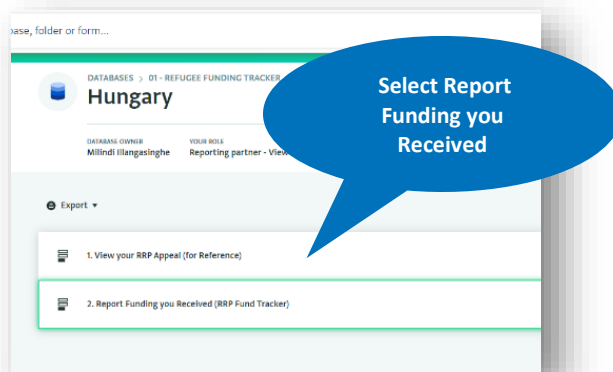 folder or form...
DATABASES > 01 - REFUGEE FUNDING TRACKER
Hungary
DATABASE OWNER YOUR ROLE
Milindi Illangasinghe Reporting partner - View
Export
1. View your RRP Appeal (for Reference)
2. Report Funding you Received (RRP Fund Tracker)
Select Report
Funding you
Received